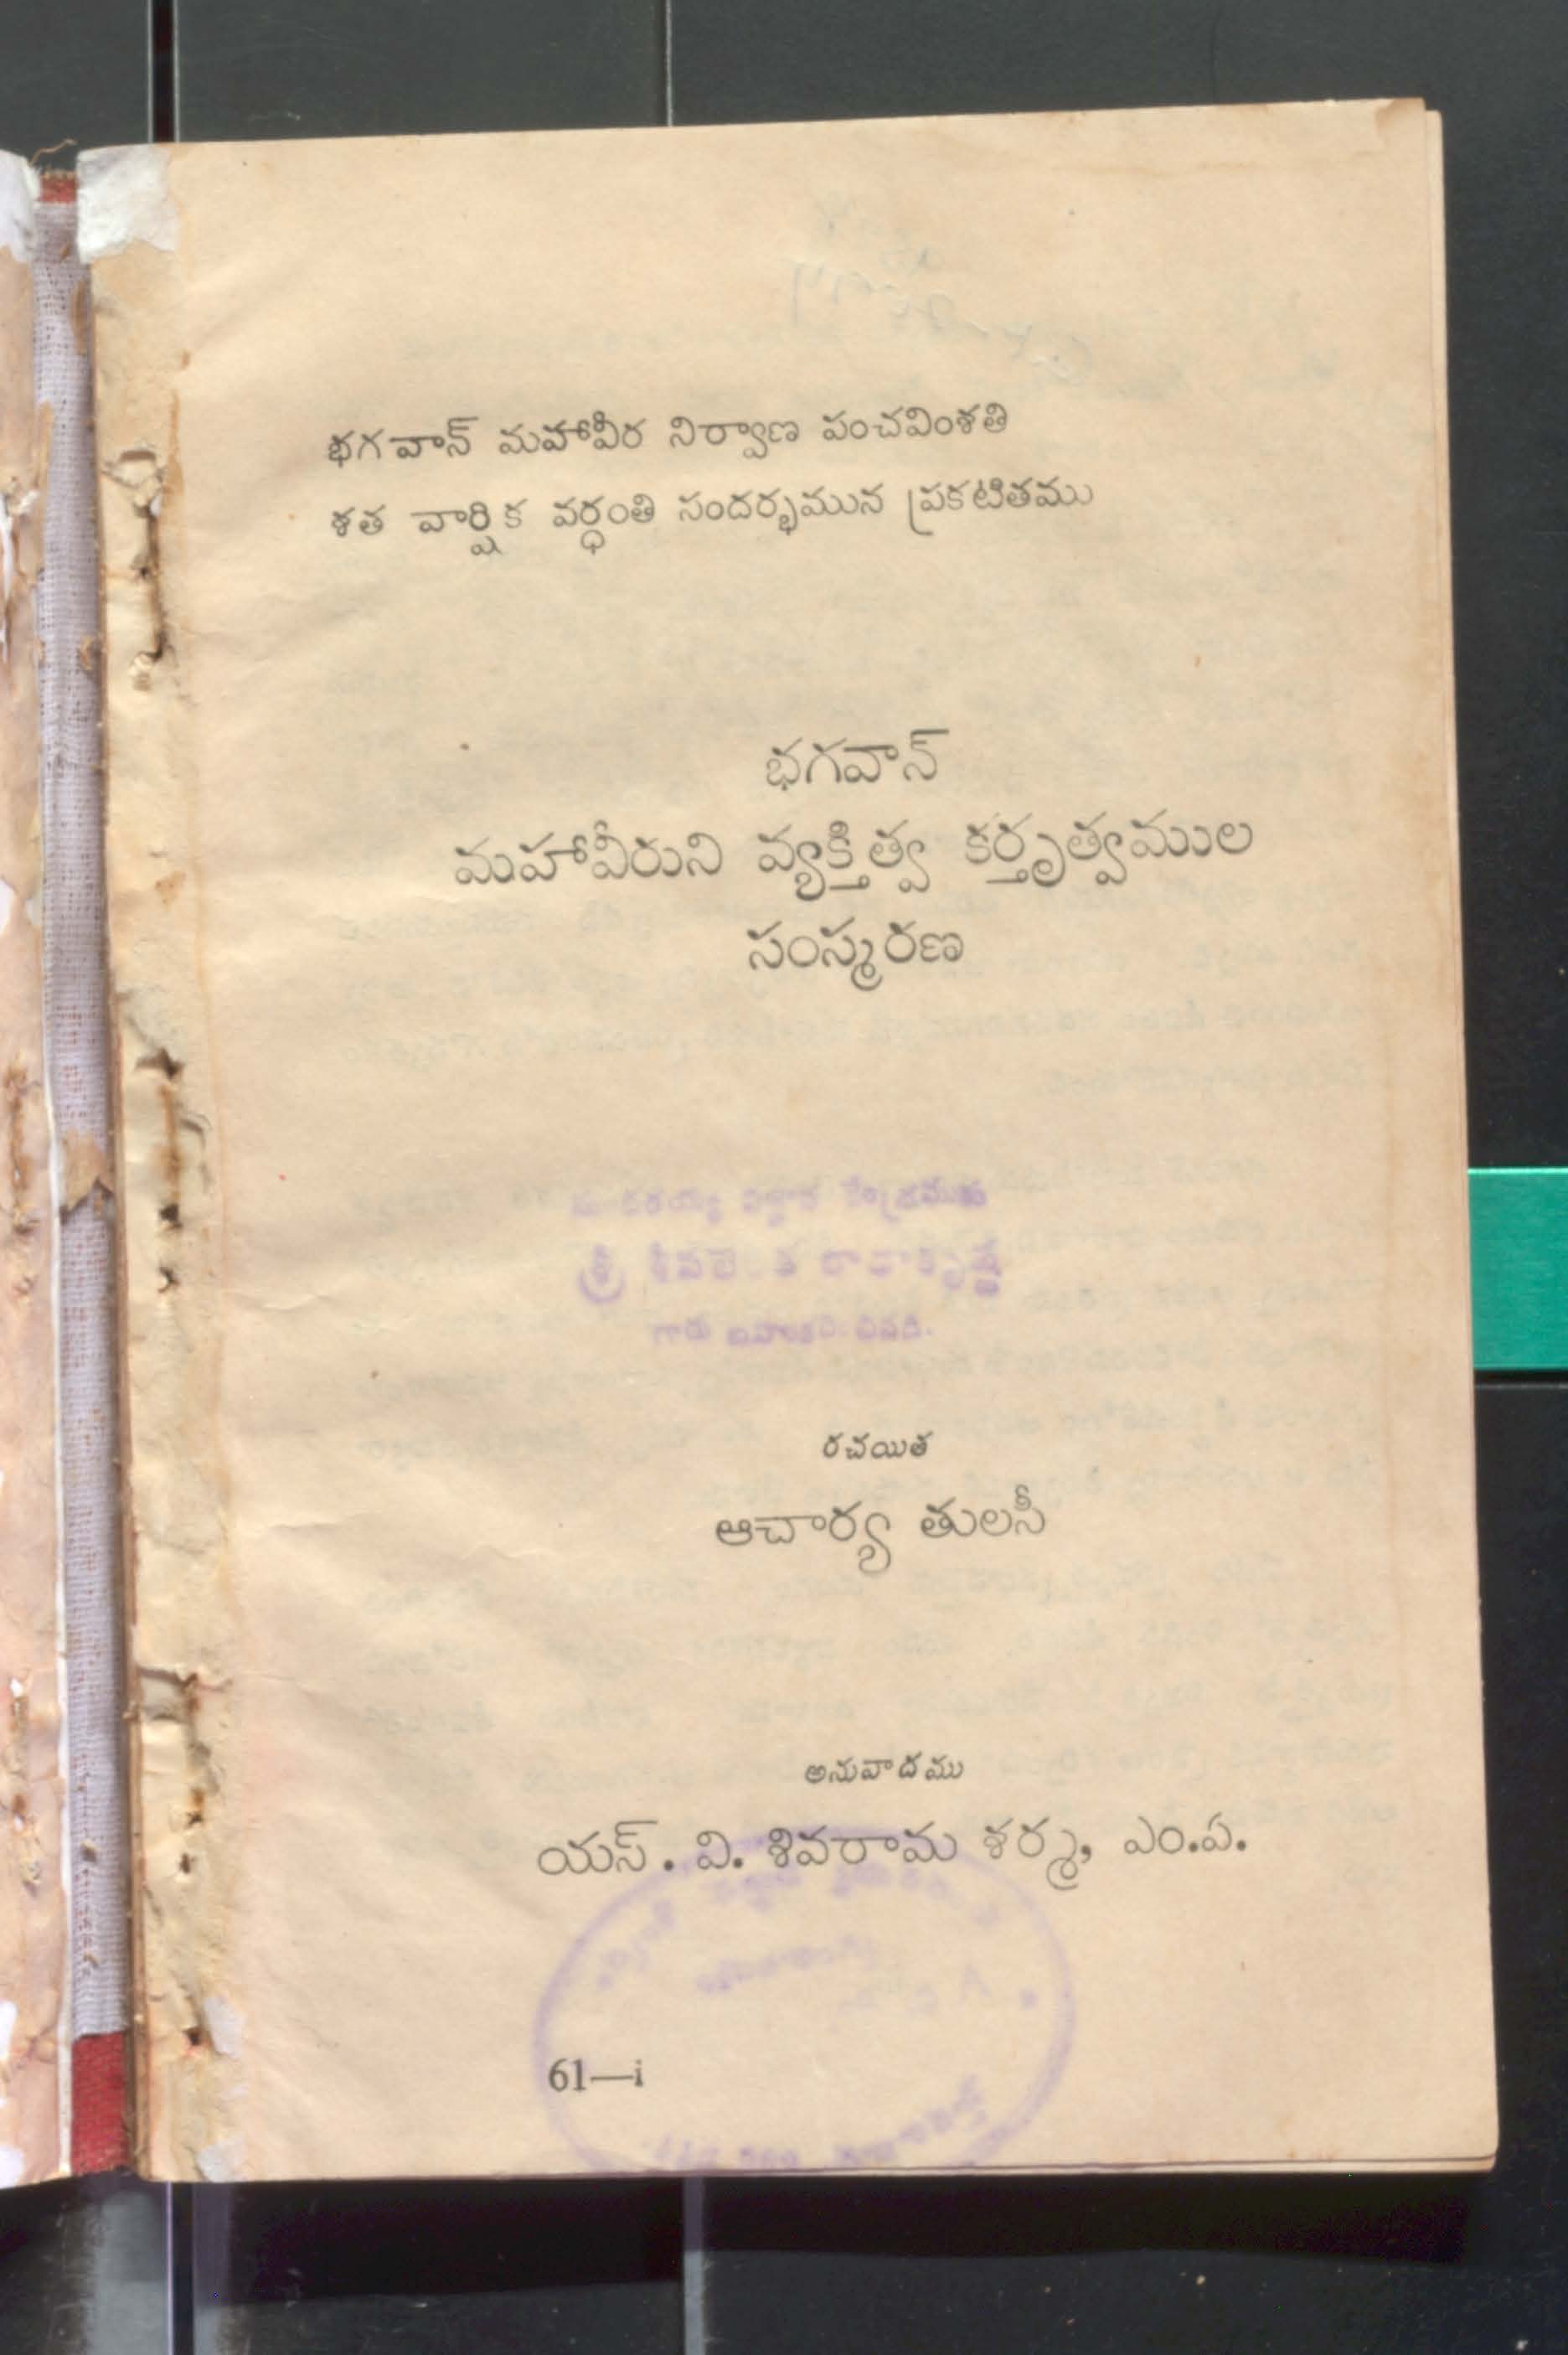 భగవాన్ మహావీర నిర్వాణ పంచవింశతి
శత వార్షిక వర్ధంతి సందర్భమున ప్రకటితము
భగవాన్
మహావీరుని వ్యక్తిత్వ కర్తృత్వముల
సంస్మరణ
రచయిత
ఆచార్య తులసీ
అనువాదము
యస్. వి. శివరామ శర్మ, ఎం.ఏ.
61—i